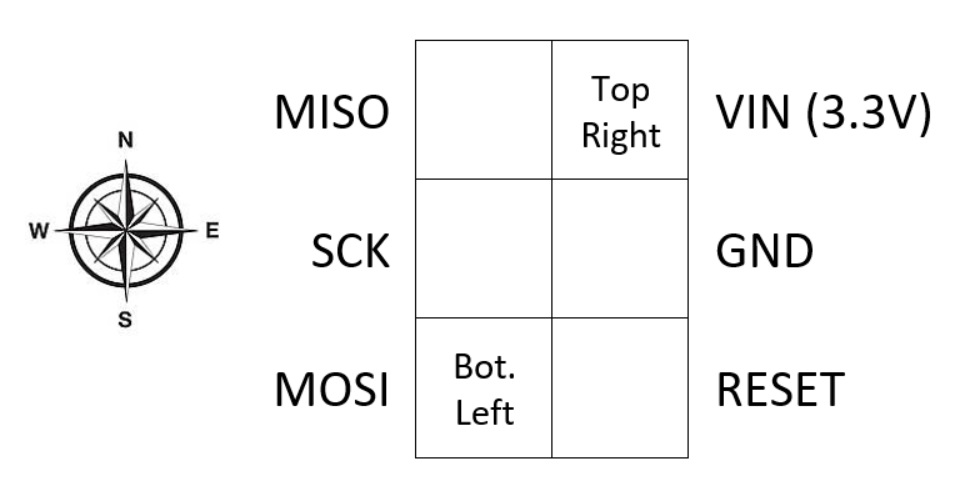 N
W E
S
MISO
Top
Right
VIN (3.3V)
SCK
GND
MOSI
Bot.
Left
RESET